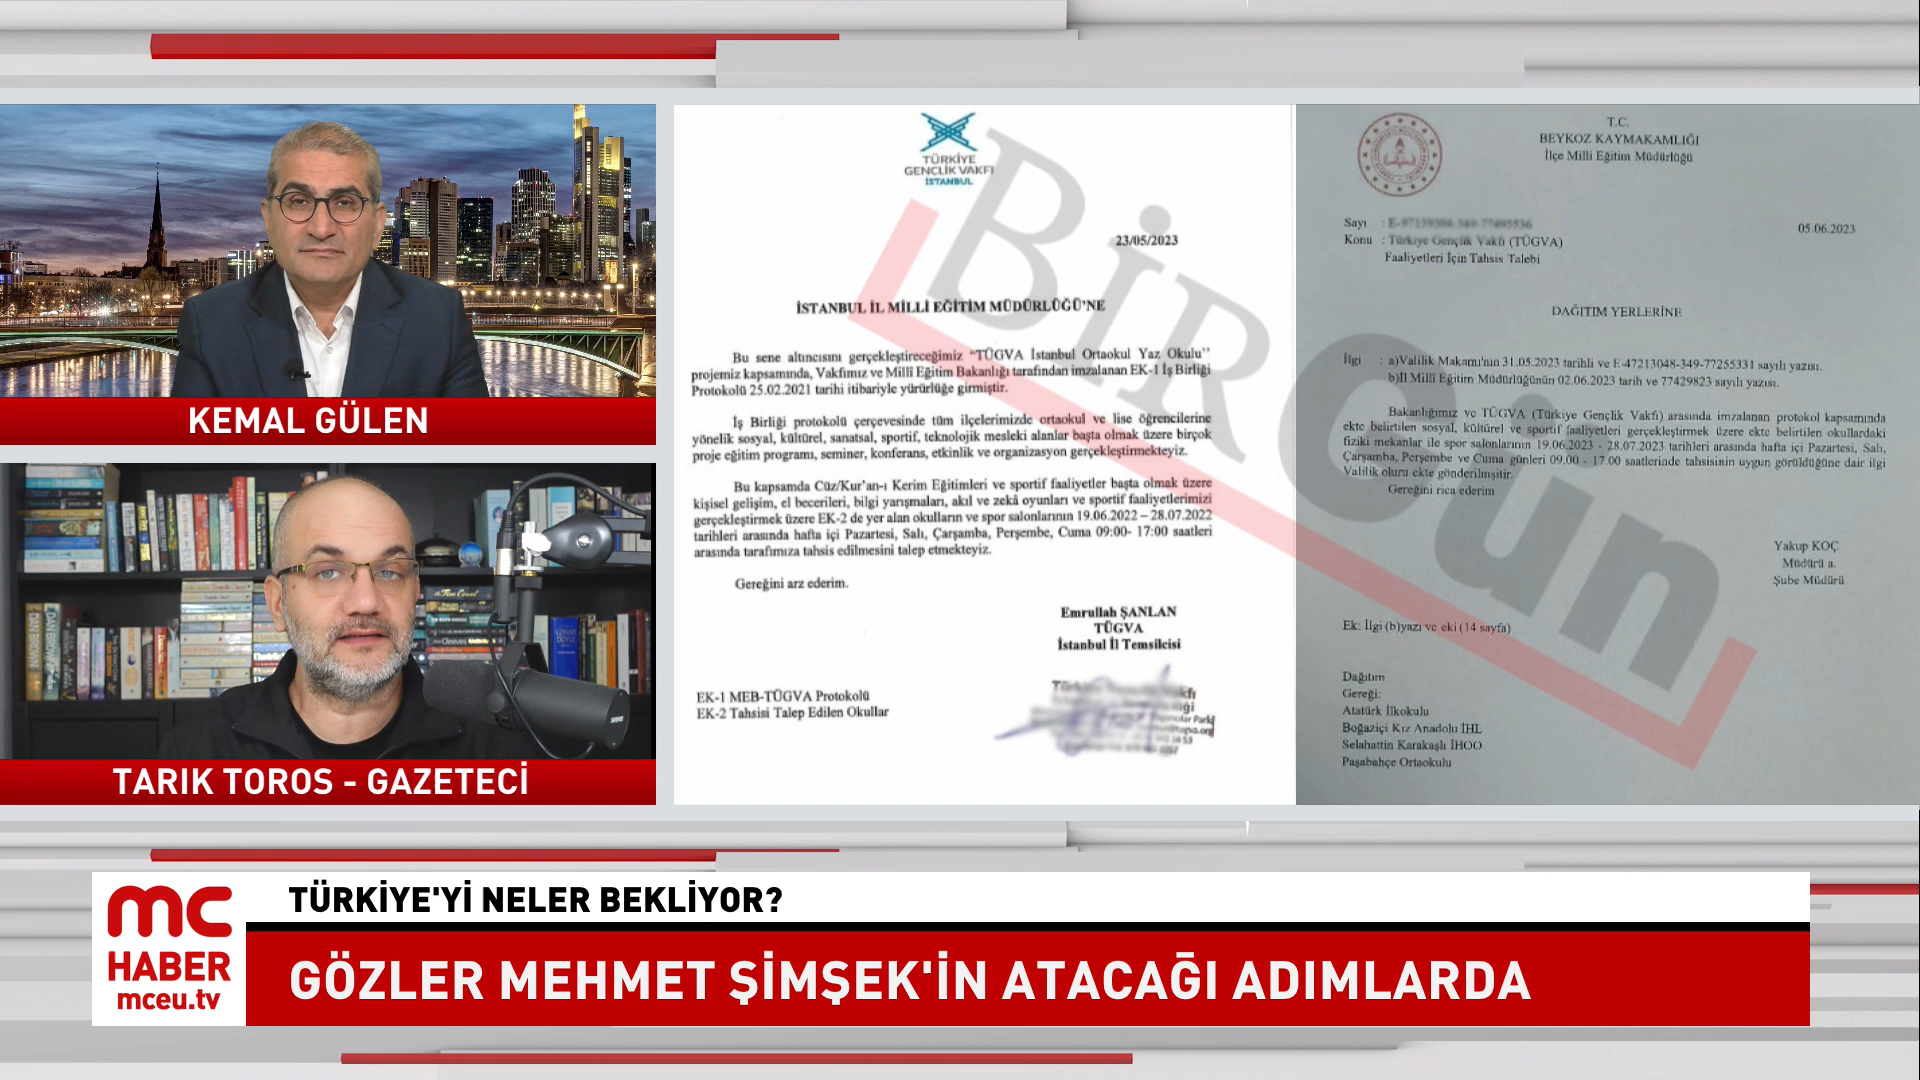 KEMAL GÜLEN
TARIK TOROS - GAZETECİ
TÜRKİYE
GENÇLİK VAKFI
İSTANBUL
23/05/2023
İSTANBUL İL MİLLİ EĞİTİM MÜDÜRLÜĞÜ'NE
Bu sene altıncısını gerçekleştireceğimiz “TÜGVA İstanbul Ortaokul Yaz Okulu’’
projemiz kapsamında, Vakfımız ve Milli Eğitim Bakanlığı tarafından imzalanan EK-1 İş Birliği
Protokolü 25.02.2021 tarihi itibariyle yürürlüğe girmiştir.
İş Birliği protokolü çerçevesinde tüm ilçelerimizde ortaokul ve lise öğrencilerine
yönelik sosyal, kültürel, sanatsal, sportif, teknolojik mesleki alanlar başta olmak üzere birçok
proje eğitim programı, seminer, konferans, etkinlik ve organizasyon gerçekleştirmekteyiz.
Bu kapsamda Cüz/Kur'an-ı Kerim Eğitimleri ve sportif faaliyetler başta olmak üzere
kişisel gelişim, el becerileri, bilgi yarışmaları, akıl ve zekâ oyunları ve sportif faaliyetlerimizi
gerçekleştirmek üzere EK-2 de yer alan okulların ve spor salonlarının 19.06.2022 – 28.07.2022
tarihleri arasında hafta içi Pazartesi, Salı, Çarşamba, Perşembe, Cuma 09:00- 17:00 saatleri
arasında tarafımıza tahsis edilmesini talep etmekteyiz.
Gereğini arz ederim.
Emrullah ŞANLAN
TÜGVA
İstanbul İl Temsilcisi
EK-1 MEB-TÜGVA Protokolü
EK-2 Tahsisi Talep Edilen Okullar
BİRGün
T.C.
BEYKOZ KAYMAKAMLIĞI
İlçe Milli Eğitim Müdürlüğü
Sayı :
05.06.2023
Konu : Türkiye Gençlik Vakfı (TÜGVA)
Faaliyetleri İçin Tahsis Talebi
DAĞITIM YERLERİNE
İlgi : a)Valilik Makamı'nın 31.05.2023 tarihli ve E-47213048-349-77255331 sayılı yazısı.
b)İl Milli Eğitim Müdürlüğünün 02.06.2023 tarih ve 77429823 sayılı yazısı.
Bakanlığımız ve TÜGVA (Türkiye Gençlik Vakfı) arasında imzalanan protokol kapsamında
ekte belirtilen sosyal, kültürel ve sportif faaliyetleri gerçekleştirmek üzere ekte belirtilen okullardaki
fiziki mekanlar ile spor salonlarının 19.06.2023 - 28.07.2023 tarihleri arasında hafta içi Pazartesi, Salı,
Çarşamba, Perşembe ve Cuma günleri 09.00 - 17.00 saatlerinde tahsisinin uygun görüldüğüne dair ilgi
Valilik oluru ekte gönderilmşitir.
Gereğini rica ederim
Yakup KOÇ
Müdürü a.
Şube Müdürü
Ek: İlgi (b)yazı ve eki (14 sayfa)
Dağıtım
Gereği:
Atatürk İlkokulu
Boğaziçi Kız Anadolu İHL
Selahattin Karakaşlı İHOO
Paşabahçe Ortaokulu
mc
HABER
mceu.tv
TÜRKİYE'Yİ NELER BEKLİYOR?
GÖZLER MEHMET ŞİMŞEK'İN ATACAĞI ADIMLARDA